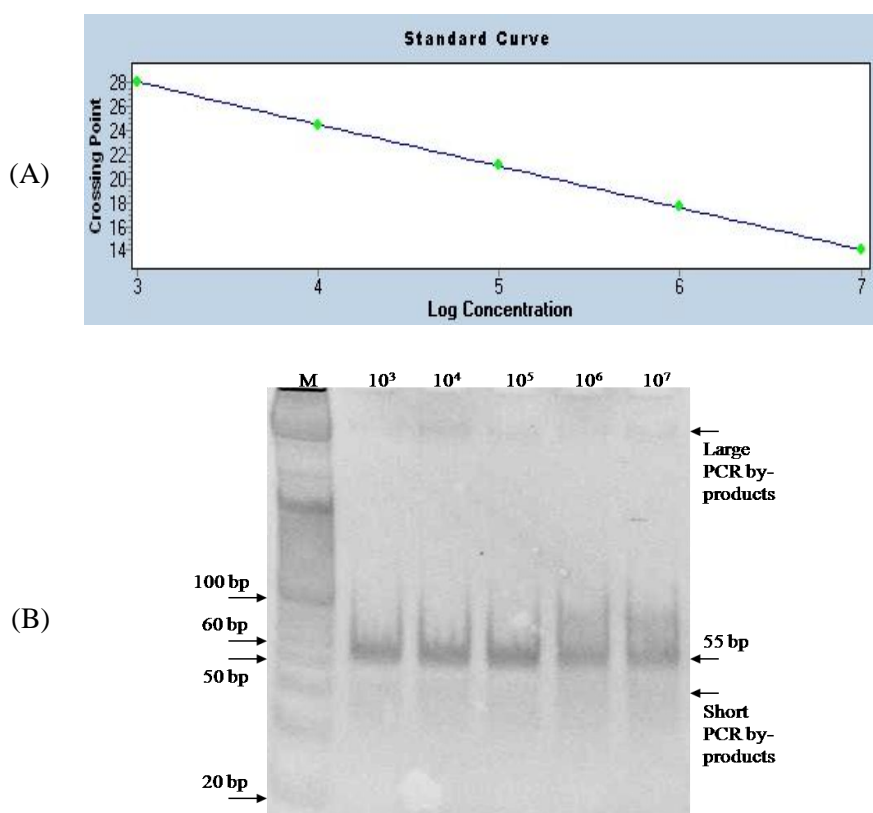 (A)
Standard Curve
Crossing Point
28
26
24
22
20
18
16
14
3 4 5 6 7
Log Concentration
(B)
M 10³ 10⁴ 10⁵ 10⁶ 10⁷
Large
PCR by-
products
100 bp
60 bp
50 bp
20 bp
55 bp
Short
PCR by-
products